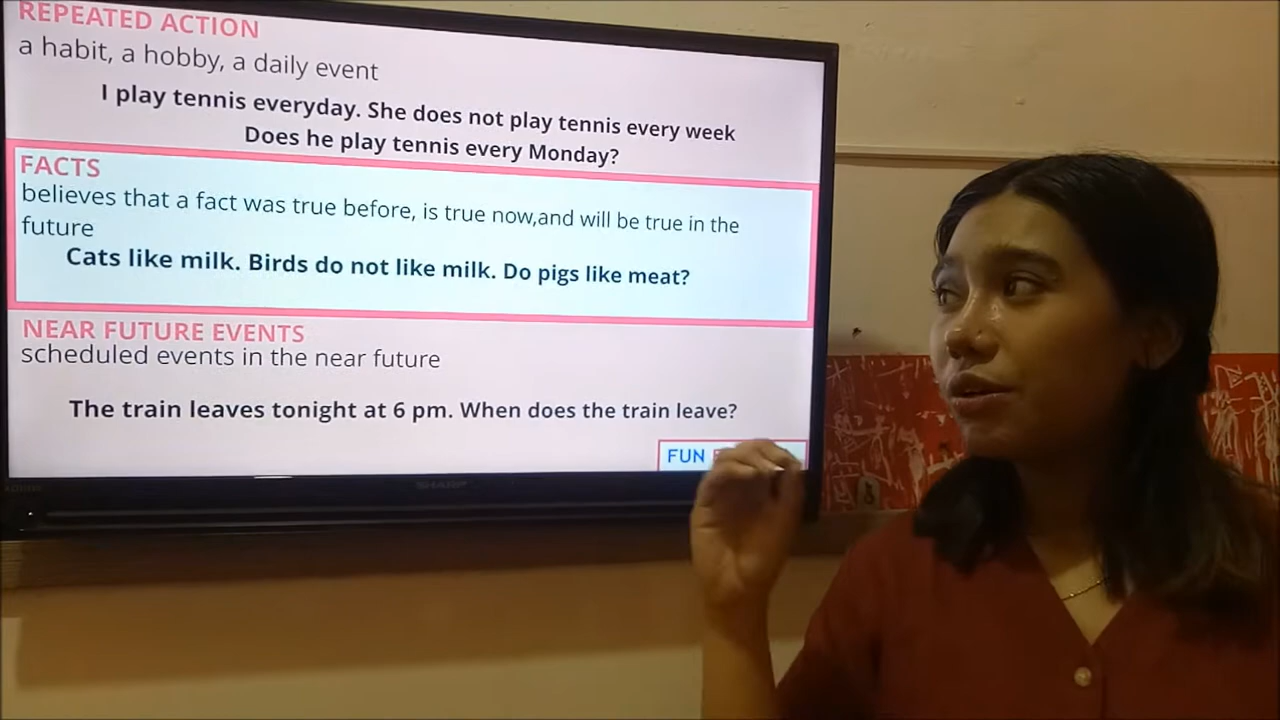 REPEATED ACTION
a habit, a hobby, a daily event
I play tennis everyday. She does not play tennis every week
Does he play tennis every Monday?
FACTS
believes that a fact was true before, is true now,and will be true in the
future
Cats like milk. Birds do not like milk. Do pigs like meat?
NEAR FUTURE EVENTS
scheduled events in the near future
The train leaves tonight at 6 pm. When does the train leave?
FUN
SHARP